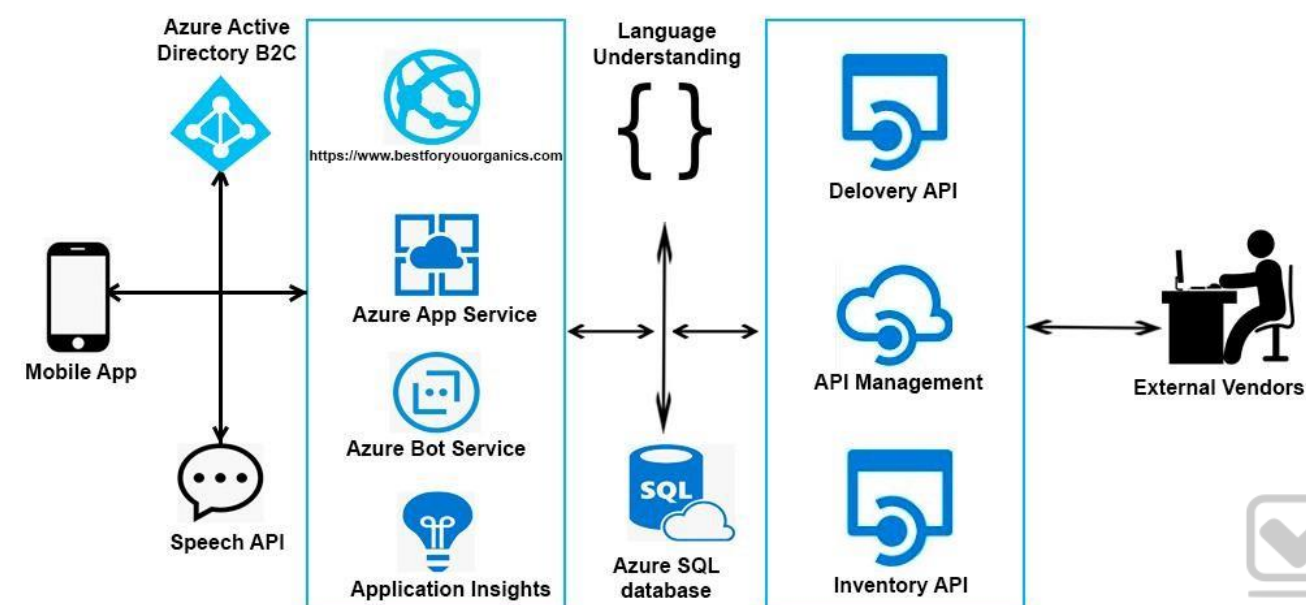 Azure Active
Directory B2C
https://www.bestforyouorganics.com
Azure App Service
Azure Bot Service
Application Insights
Mobile App
Speech API
Language
Understanding
{ }
SQL
Azure SQL
database
Delovery API
API Management
Inventory API
External Vendors